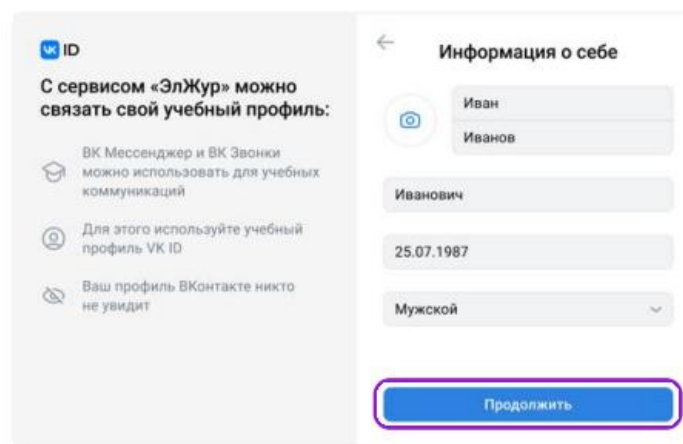 VK ID
С сервисом «ЭлЖур» можно
связать свой учебный профиль:
ВК Мессенджер и ВК Звонки
можно использовать для учебных
коммуникаций
Для этого используйте учебный
профиль VK ID
Ваш профиль ВКонтакте никто
не увидит
Информация о себе
Иван
Иванов
Иванович
25.07.1987
Мужской
Продолжить